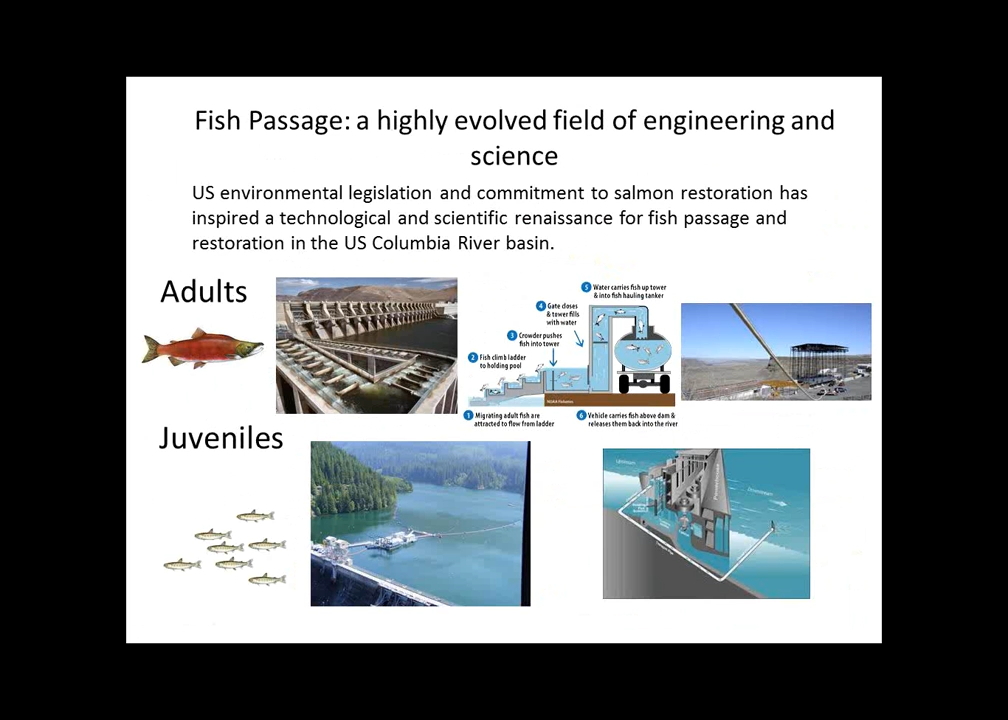 Fish Passage: a highly evolved field of engineering and
science
US environmental legislation and commitment to salmon restoration has
inspired a technological and scientific renaissance for fish passage and
restoration in the US Columbia River basin.
Adults
5 Water carries fish up tower
& into fish hauling tanker
4 Gate closes
& tower fills
with water
3 Crowder pushes
fish into tower
2 Fish climb ladder
to holding pool
NOAA Fisheries
1 Migrating adult fish are
attracted to flow from ladder
6 Vehicle carries fish above dam &
releases them back into the river
Juveniles
Upstream
Downstream